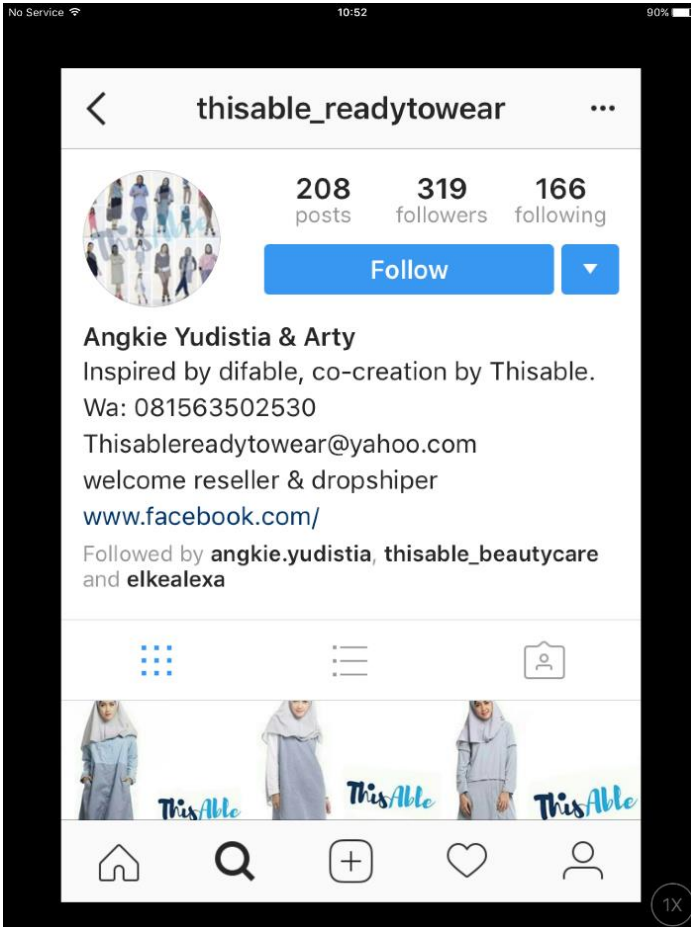 No Service 10:52 90%
thisable_readytowear
208 319 166
posts followers following
Follow
ThisAble
Angkie Yudistia & Arty
Inspired by difable, co-creation by Thisable.
Wa: 081563502530
Thisablereadytowear@yahoo.com
welcome reseller & dropshiper
www.facebook.com/
Followed by angkie.yudistia, thisable_beautycare
and elkealexa
ThisAble ThisAble ThisAble
1X